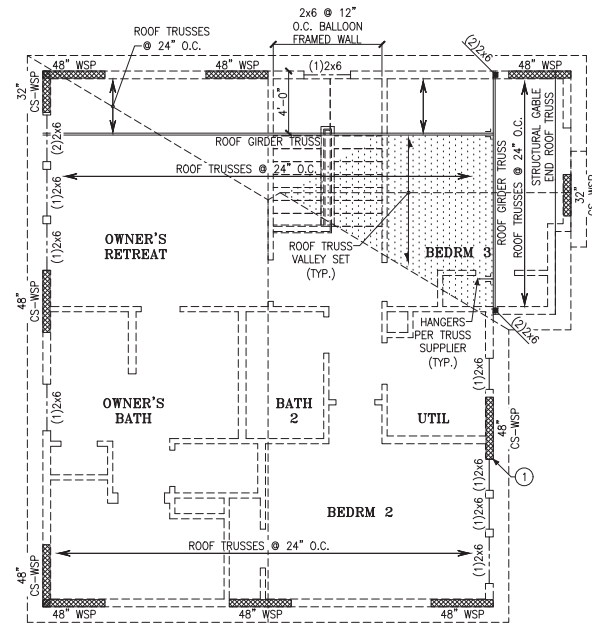 ROOF TRUSSES
@ 24" O.C.
2x6 @ 12"
O.C. BALLOON
FRAMED WALL
(2)2x6
48" WSP
48" WSP
(1)2x6
48" WSP
32"
CS-WSP
4'-0"
(2)2x6
ROOF GIRDER TRUSS
ROOF TRUSSES @ 24" O.C.
(1)2x6
ROOF GIRDER TRUSS
ROOF TRUSSES @ 24" O.C.
STRUCTURAL GABLE
END ROOF TRUSS
32"
CS-WSP
(1)2x6
OWNER'S
RETREAT
ROOF TRUSS
VALLEY SET
(TYP.)
BEDRM 3
48"
CS-WSP
HANGERS
PER TRUSS
SUPPLIER
(TYP.)
(2)2x6
(1)2x6
(1)2x6
OWNER'S
BATH
BATH
2
UTIL
48"
CS-WSP
1
(1)2x6
BEDRM 2
(1)2x6
ROOF TRUSSES @ 24" O.C.
(1)2x6
48"
CS-WSP
48" WSP
48" WSP
48" WSP